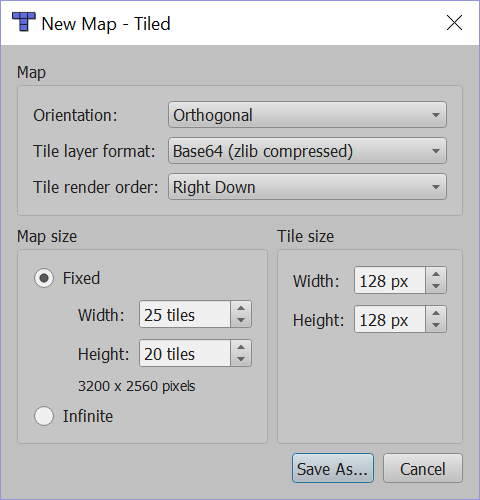 New Map - Tiled
Map
Orientation: Orthogonal
Tile layer format: Base64 (zlib compressed)
Tile render order: Right Down
Map size
Fixed
Width: 25 tiles
Height: 20 tiles
3200 x 2560 pixels
Infinite
Tile size
Width: 128 px
Height: 128 px
Save As... Cancel